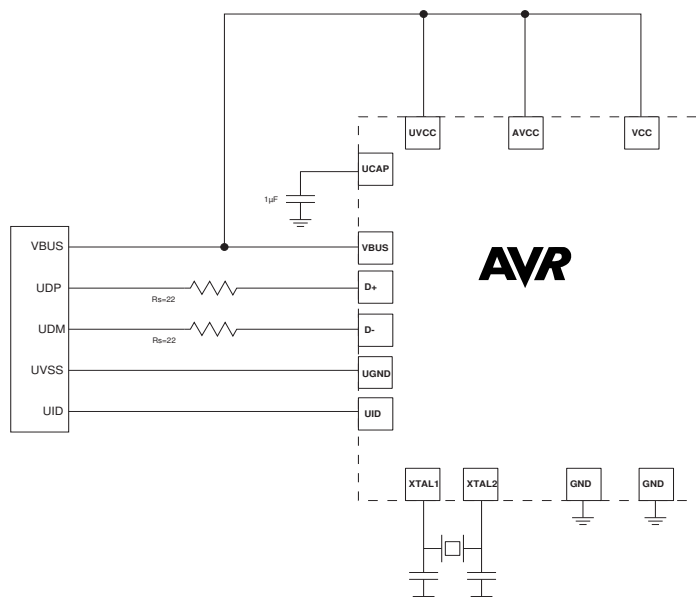 UVCC
AVCC
VCC
UCAP
1µF
VBUS
VBUS
AVR
UDP
D+
Rs=22
UDM
D-
Rs=22
UVSS
UGND
UID
UID
XTAL1
XTAL2
GND
GND